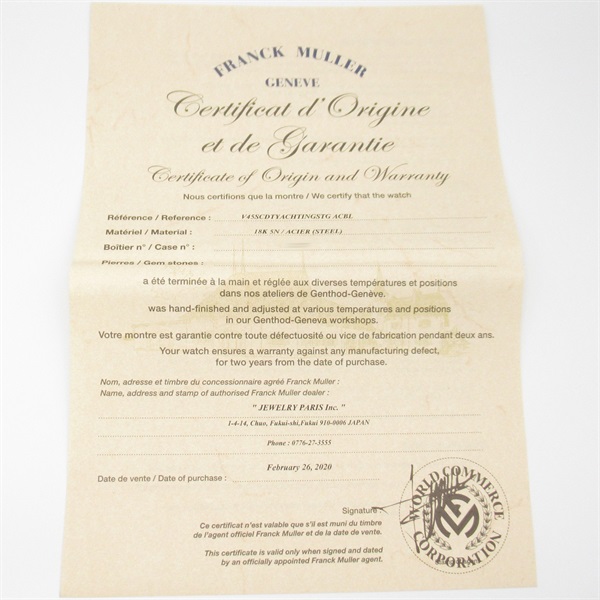 FRANCK MULLER
GENEVE
Certificat d'Origine
et de Garantie
Certificate of Origin and Warranty
Nous certifions que la montre / We certify that the watch
Référence / Reference : V45SCDTYACHTINGSTG ACBL
Matériel / Material : 18K 5N / ACIER (STEEL)
Boîtier n° / Case n° :
Pierres / Gem stones :
a été terminée à la main et réglée aux diverses températures et positions
dans nos ateliers de Genthod-Genève.
was hand-finished and adjusted at various temperatures and positions
in our Genthod-Geneva workshops.
Votre montre est garantie contre toute défectuosité ou vice de fabrication pendant deux ans.
Your watch ensures a warranty against any manufacturing defect,
for two years from the date of purchase.
Nom, adresse et timbre du concessionnaire agréé Franck Muller :
Name, address and stamp of authorised Franck Muller dealer :
" JEWELRY PARIS Inc. "
1-4-14, Chuo, Fukui-shi,Fukui 910-0006 JAPAN
Phone : 0776-27-3555
February 26, 2020
Date de vente / Date of purchase :
Signature :
WORLD COMMERCE
FM
CORPORATION
Ce certificat n'est valable que s'il est muni du timbre
de l'agent officiel Franck Muller et de la date de vente.
This certificate is valid only when signed and dated
by an officially appointed Franck Muller agent.